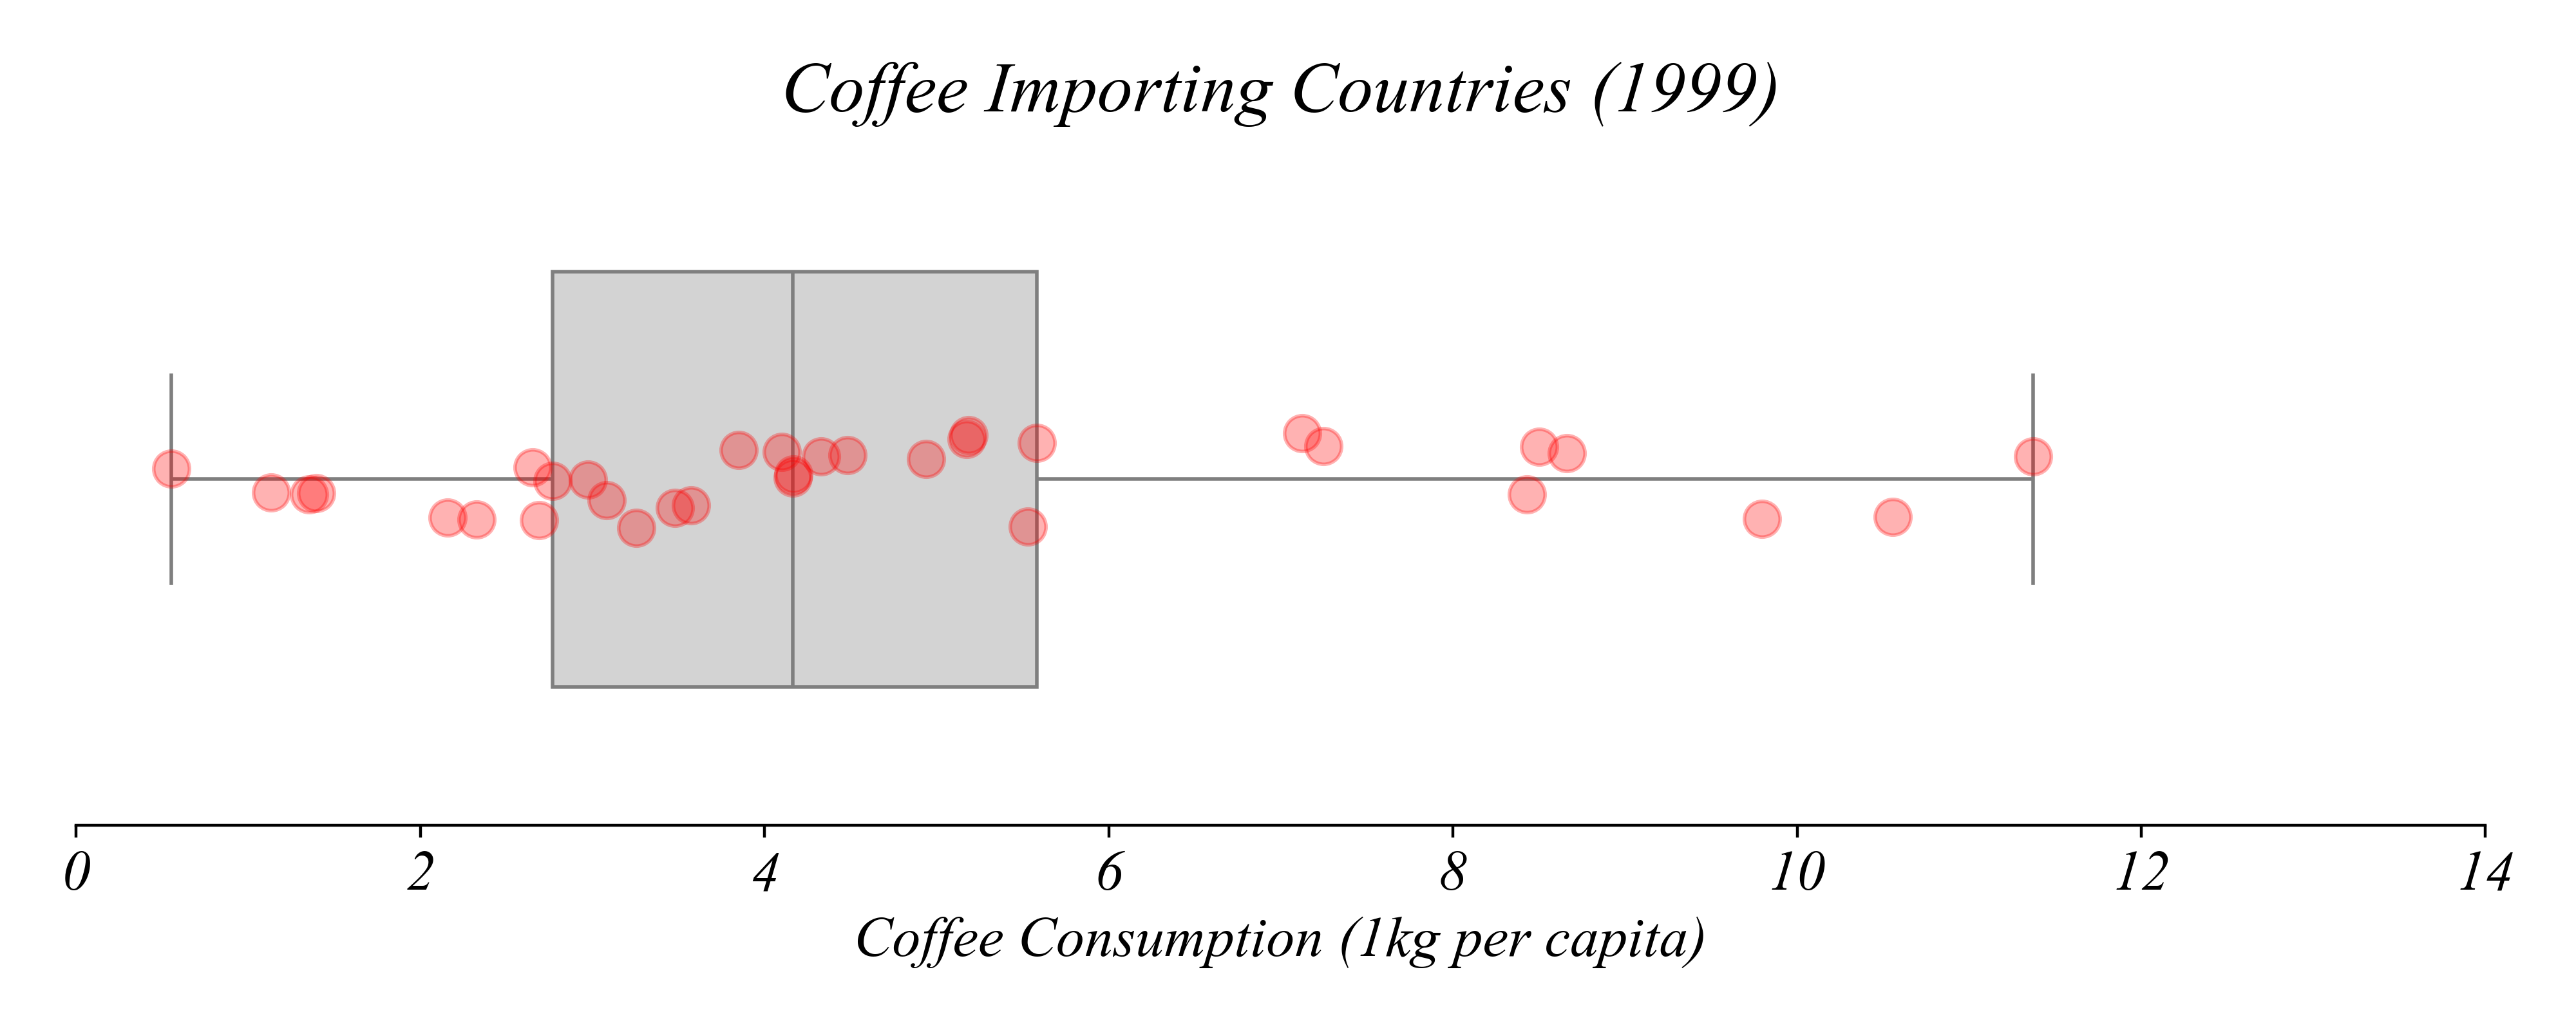 Coffee Importing Countries (1999)
0 2 4 6 8 10 12 14
Coffee Consumption (1kg per capita)